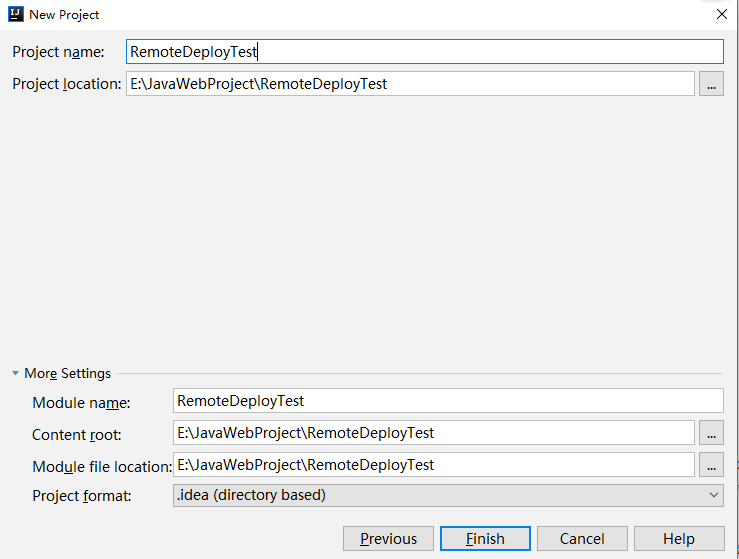 IJ New Project
Project name: RemoteDeployTest
Project location: E:\JavaWebProject\RemoteDeployTest ...
More Settings
Module name: RemoteDeployTest
Content root: E:\JavaWebProject\RemoteDeployTest ...
Module file location: E:\JavaWebProject\RemoteDeployTest ...
Project format: .idea (directory based)
Previous Finish Cancel Help